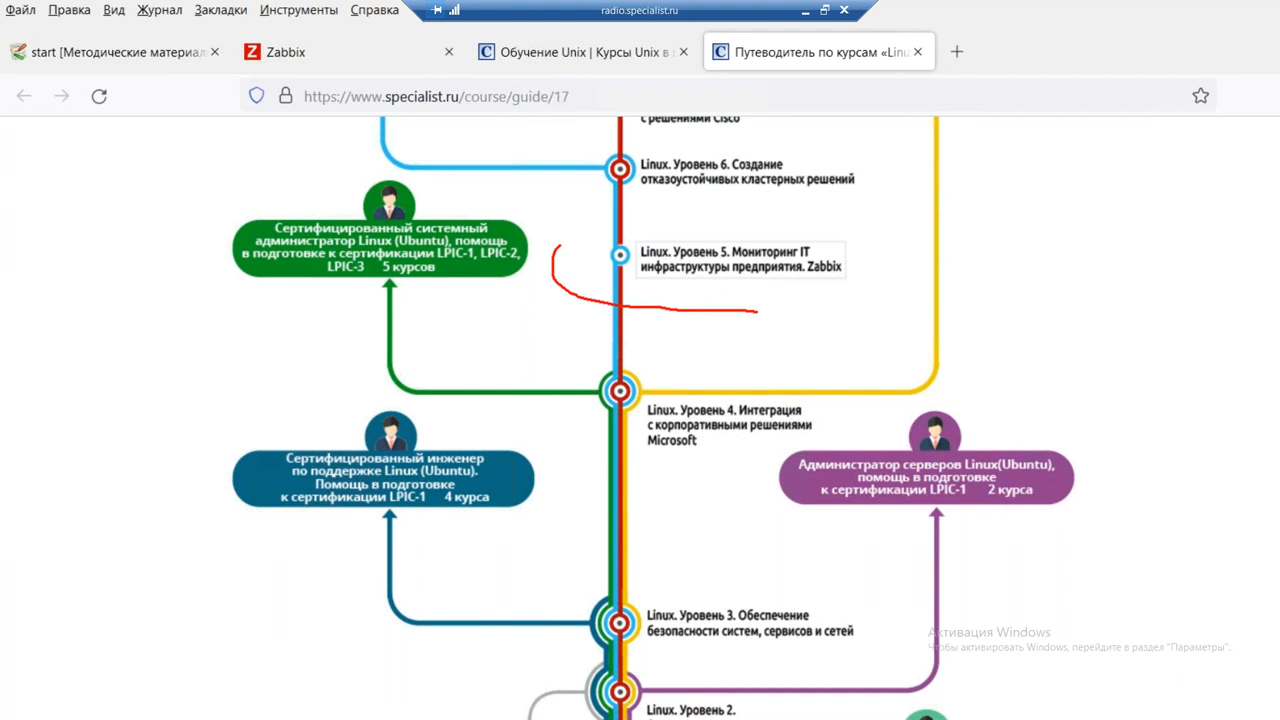 Файл Правка Вид Журнал Закладки Инструменты Справка
radio.specialist.ru
start [Методические материал
Zabbix
Обучение Unix | Курсы Unix в
Путеводитель по курсам «Linu
https://www.specialist.ru/course/guide/17
с решениями Cisco
Linux. Уровень 6. Создание
отказоустойчивых кластерных решений
Сертифицированный системный
администратор Linux (Ubuntu), помощь
в подготовке к сертификации LPIC-1, LPIC-2,
LPIC-3 5 курсов
Linux. Уровень 5. Мониторинг IT
инфраструктуры предприятия. Zabbix
Linux. Уровень 4. Интеграция
с корпоративными решениями
Microsoft
Сертифицированный инженер
по поддержке Linux (Ubuntu).
Помощь в подготовке
к сертификации LPIC-1 4 курса
Администратор серверов Linux(Ubuntu),
помощь в подготовке
к сертификации LPIC-1 2 курса
Linux. Уровень 3. Обеспечение
безопасности систем, сервисов и сетей
Активация Windows
Чтобы активировать Windows, перейдите в раздел "Параметры".
Linux. Уровень 2.